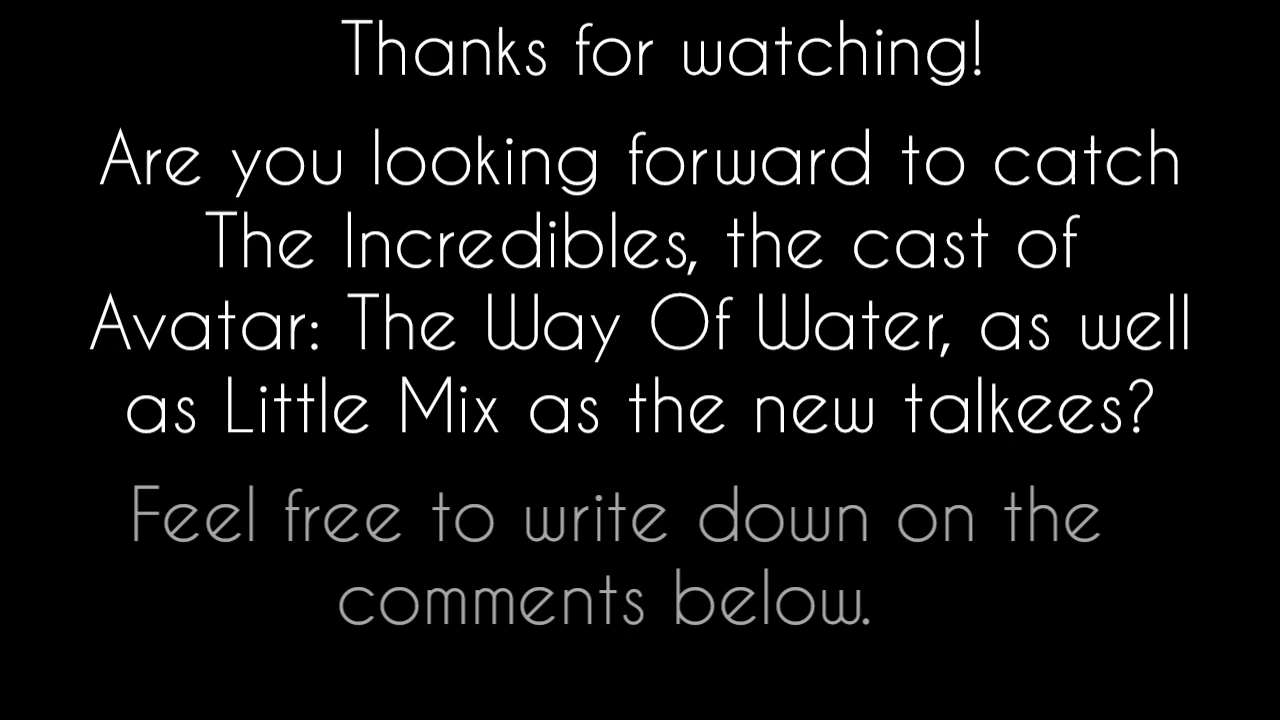 Thanks for watching!
Are you looking forward to catch
The Incredibles, the cast of
Avatar: The Way Of Water, as well
as Little Mix as the new talkees?
Feel free to write down on the
comments below.